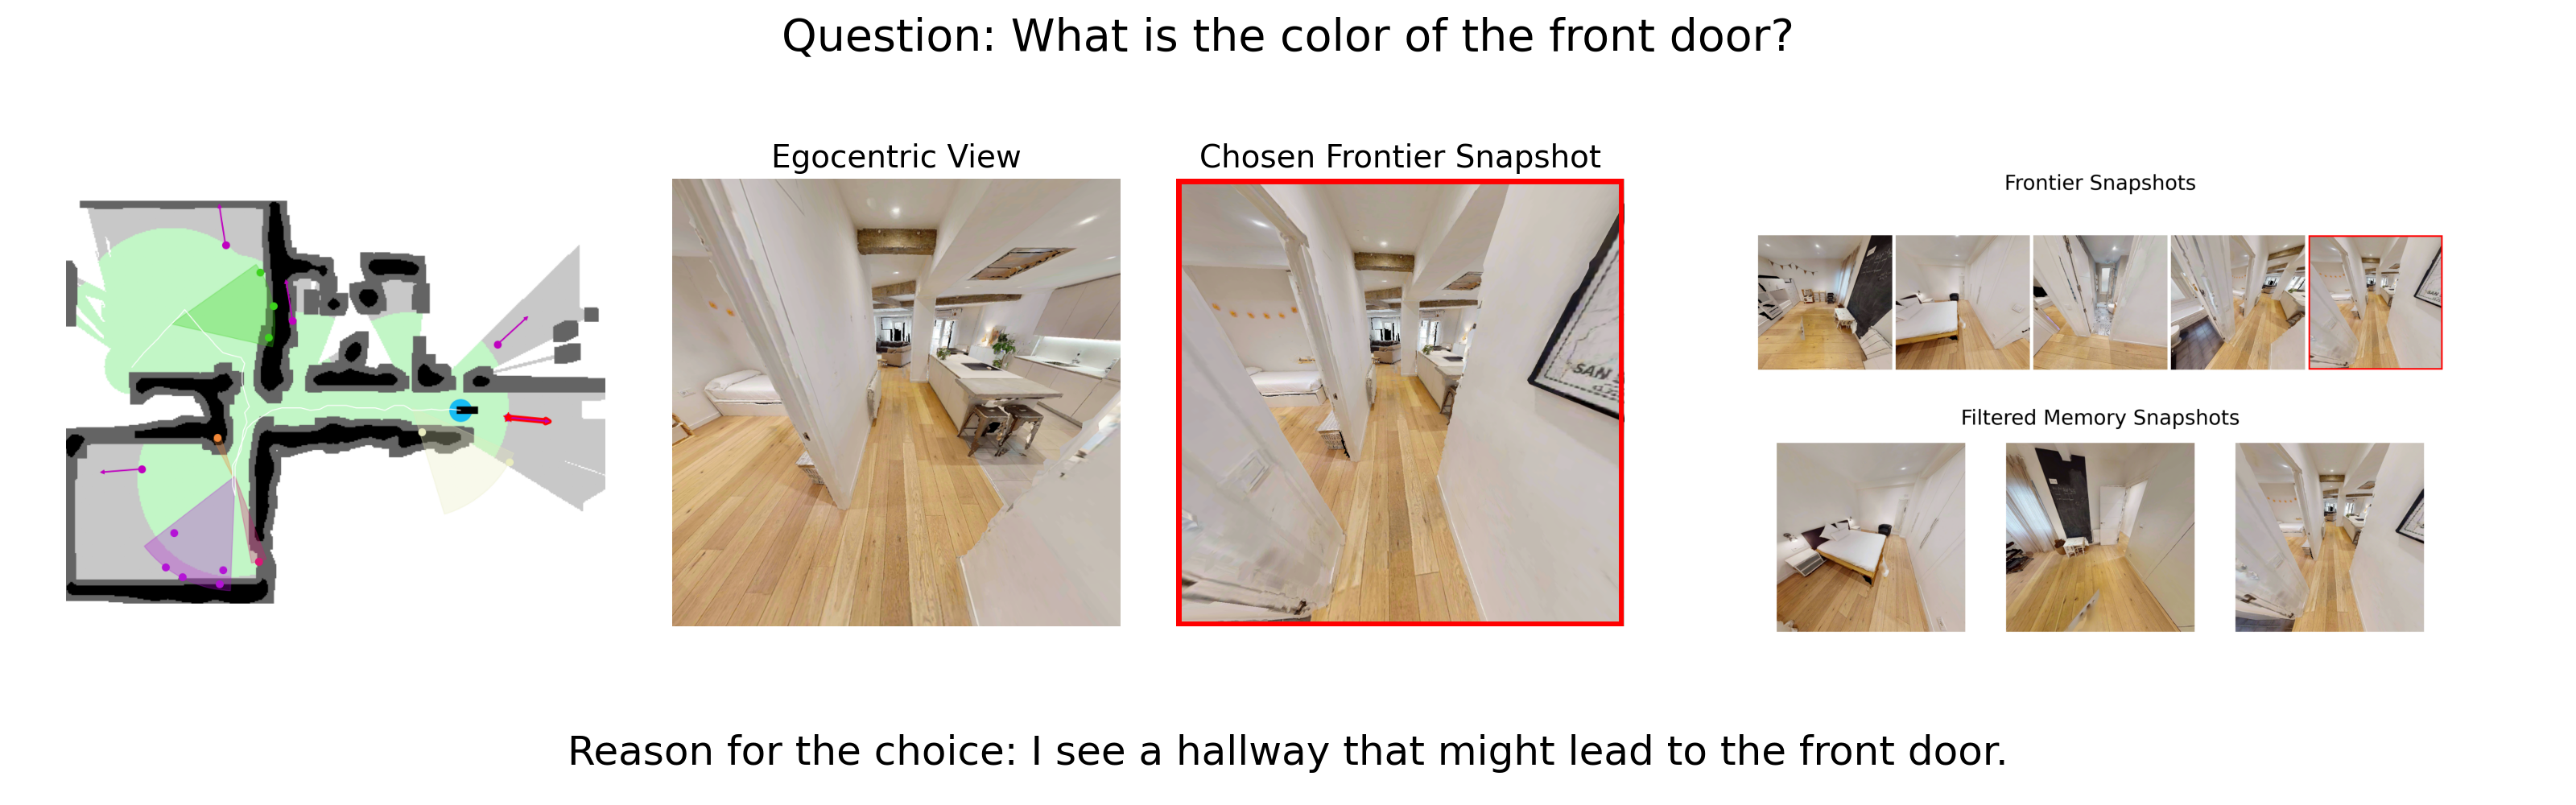 Question: What is the color of the front door?
Egocentric View
Chosen Frontier Snapshot
Frontier Snapshots
SAN
Filtered Memory Snapshots
Reason for the choice: I see a hallway that might lead to the front door.